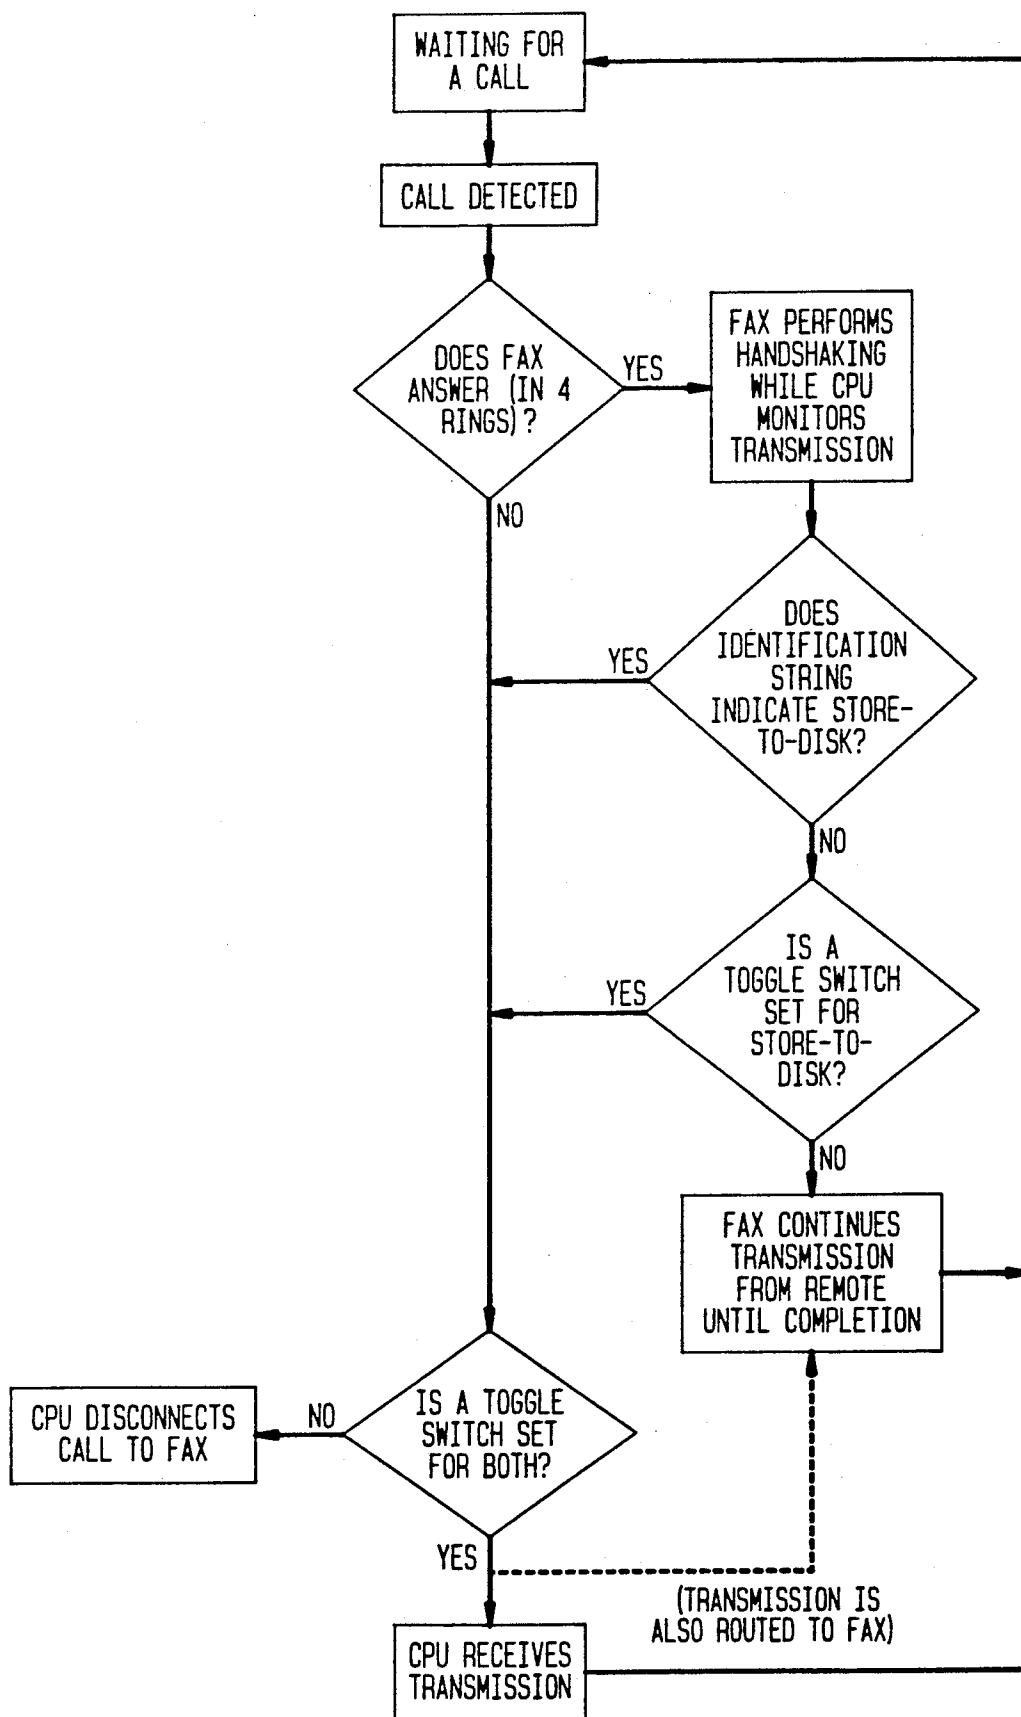 WAITING FOR
A CALL
CALL DETECTED
DOES FAX
ANSWER (IN 4
RINGS)?
YES
NO
FAX PERFORMS
HANDSHAKING
WHILE CPU
MONITORS
TRANSMISSION
DOES
IDENTIFICATION
STRING
INDICATE STORE-
TO-DISK?
YES
NO
IS A
TOGGLE SWITCH
SET FOR
STORE-TO-
DISK?
YES
NO
FAX CONTINUES
TRANSMISSION
FROM REMOTE
UNTIL COMPLETION
IS A TOGGLE
SWITCH SET
FOR BOTH?
NO
CPU DISCONNECTS
CALL TO FAX
YES
(TRANSMISSION IS
ALSO ROUTED TO FAX)
CPU RECEIVES
TRANSMISSION